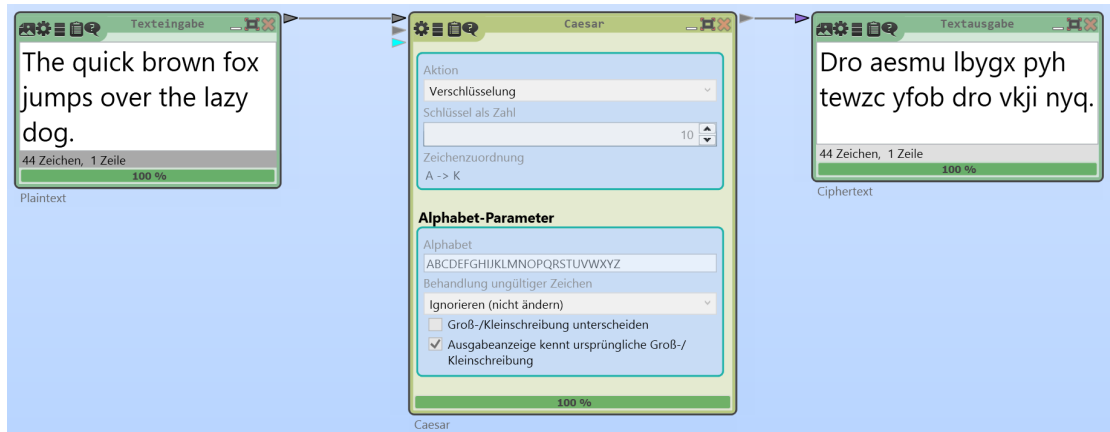 Texteingabe
The quick brown fox
jumps over the lazy
dog.
44 Zeichen, 1 Zeile
100 %
Plaintext
Caesar
Aktion
Verschlüsselung
Schlüssel als Zahl
10
Zeichenzuordnung
A -> K
Alphabet-Parameter
Alphabet
ABCDEFGHIJKLMNOPQRSTUVWXYZ
Behandlung ungültiger Zeichen
Ignorieren (nicht ändern)
Groß-/Kleinschreibung unterscheiden
Ausgabeanzeige kennt ursprüngliche Groß-/
Kleinschreibung
100 %
Caesar
Textausgabe
Dro aesmu lbygx pyh
tewzc yfob dro vkji nyq.
44 Zeichen, 1 Zeile
100 %
Ciphertext